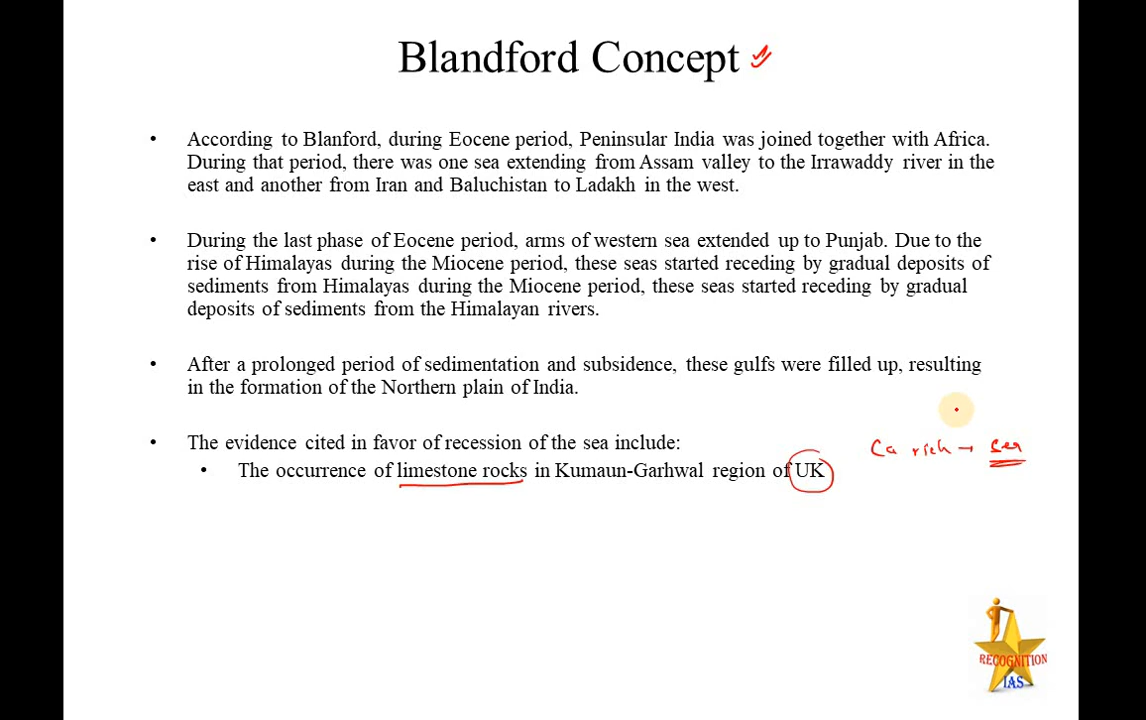 Blandford Concept
• According to Blanford, during Eocene period, Peninsular India was joined together with Africa.
During that period, there was one sea extending from Assam valley to the Irrawaddy river in the
east and another from Iran and Baluchistan to Ladakh in the west.
• During the last phase of Eocene period, arms of western sea extended up to Punjab. Due to the
rise of Himalayas during the Miocene period, these seas started receding by gradual deposits of
sediments from Himalayas during the Miocene period, these seas started receding by gradual
deposits of sediments from the Himalayan rivers.
• After a prolonged period of sedimentation and subsidence, these gulfs were filled up, resulting
in the formation of the Northern plain of India.
• The evidence cited in favor of recession of the sea include:
Ca rich → sea
• The occurrence of limestone rocks in Kumaun-Garhwal region of UK
RECOGNITION
IAS